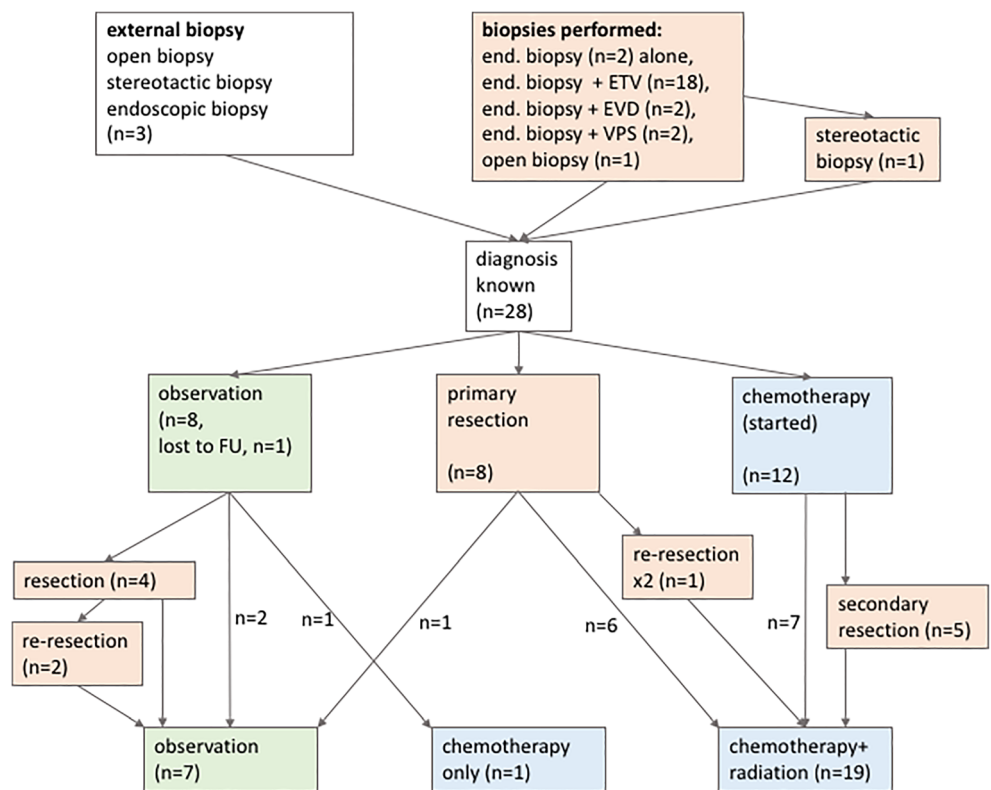 external biopsy
open biopsy
stereotactic biopsy
endoscopic biopsy
(n=3)
biopsies performed:
end. biopsy (n=2) alone,
end. biopsy + ETV (n=18),
end. biopsy + EVD (n=2),
end. biopsy + VPS (n=2),
open biopsy (n=1)
stereotactic
biopsy (n=1)
diagnosis
known
(n=28)
observation
(n=8,
lost to FU, n=1)
primary
resection
(n=8)
chemotherapy
(started)
(n=12)
resection (n=4)
re-resection
(n=2)
n=2
n=1
n=1
n=6
re-resection
x2 (n=1)
n=7
secondary
resection (n=5)
observation
(n=7)
chemotherapy
only (n=1)
chemotherapy+
radiation (n=19)